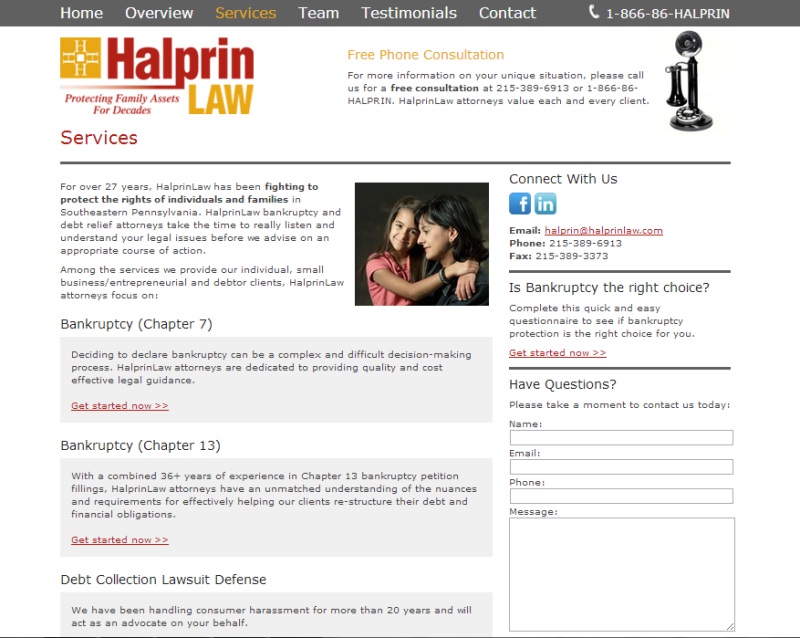 Home Overview Services Team Testimonials Contact 1-866-86-HALPRIN
Halprin
LAW
Protecting Family Assets
For Decades
Free Phone Consultation
For more information on your unique situation, please call
us for a free consultation at 215-389-6913 or 1-866-86-
HALPRIN. HalprinLaw attorneys value each and every client.
Services
For over 27 years, HalprinLaw has been fighting to
protect the rights of individuals and families in
Southeastern Pennsylvania. HalprinLaw bankruptcy and
debt relief attorneys take the time to really listen and
understand your legal issues before we advise on an
appropriate course of action.
Among the services we provide our individual, small
business/entrepreneurial and debtor clients, HalprinLaw
attorneys focus on:
Bankruptcy (Chapter 7)
Deciding to declare bankruptcy can be a complex and difficult decision-making
process. HalprinLaw attorneys are dedicated to providing quality and cost
effective legal guidance.
Get started now >>
Bankruptcy (Chapter 13)
With a combined 36+ years of experience in Chapter 13 bankruptcy petition
fillings, HalprinLaw attorneys have an unmatched understanding of the nuances
and requirements for effectively helping our clients re-structure their debt and
financial obligations.
Get started now >>
Debt Collection Lawsuit Defense
We have been handling consumer harassment for more than 20 years and will
act as an advocate on your behalf.
Connect With Us
f in
Email: halprin@halprinlaw.com
Phone: 215-389-6913
Fax: 215-389-3373
Is Bankruptcy the right choice?
Complete this quick and easy
questionnaire to see if bankruptcy
protection is the right choice for you.
Get started now >>
Have Questions?
Please take a moment to contact us today:
Name:
Email:
Phone:
Message: